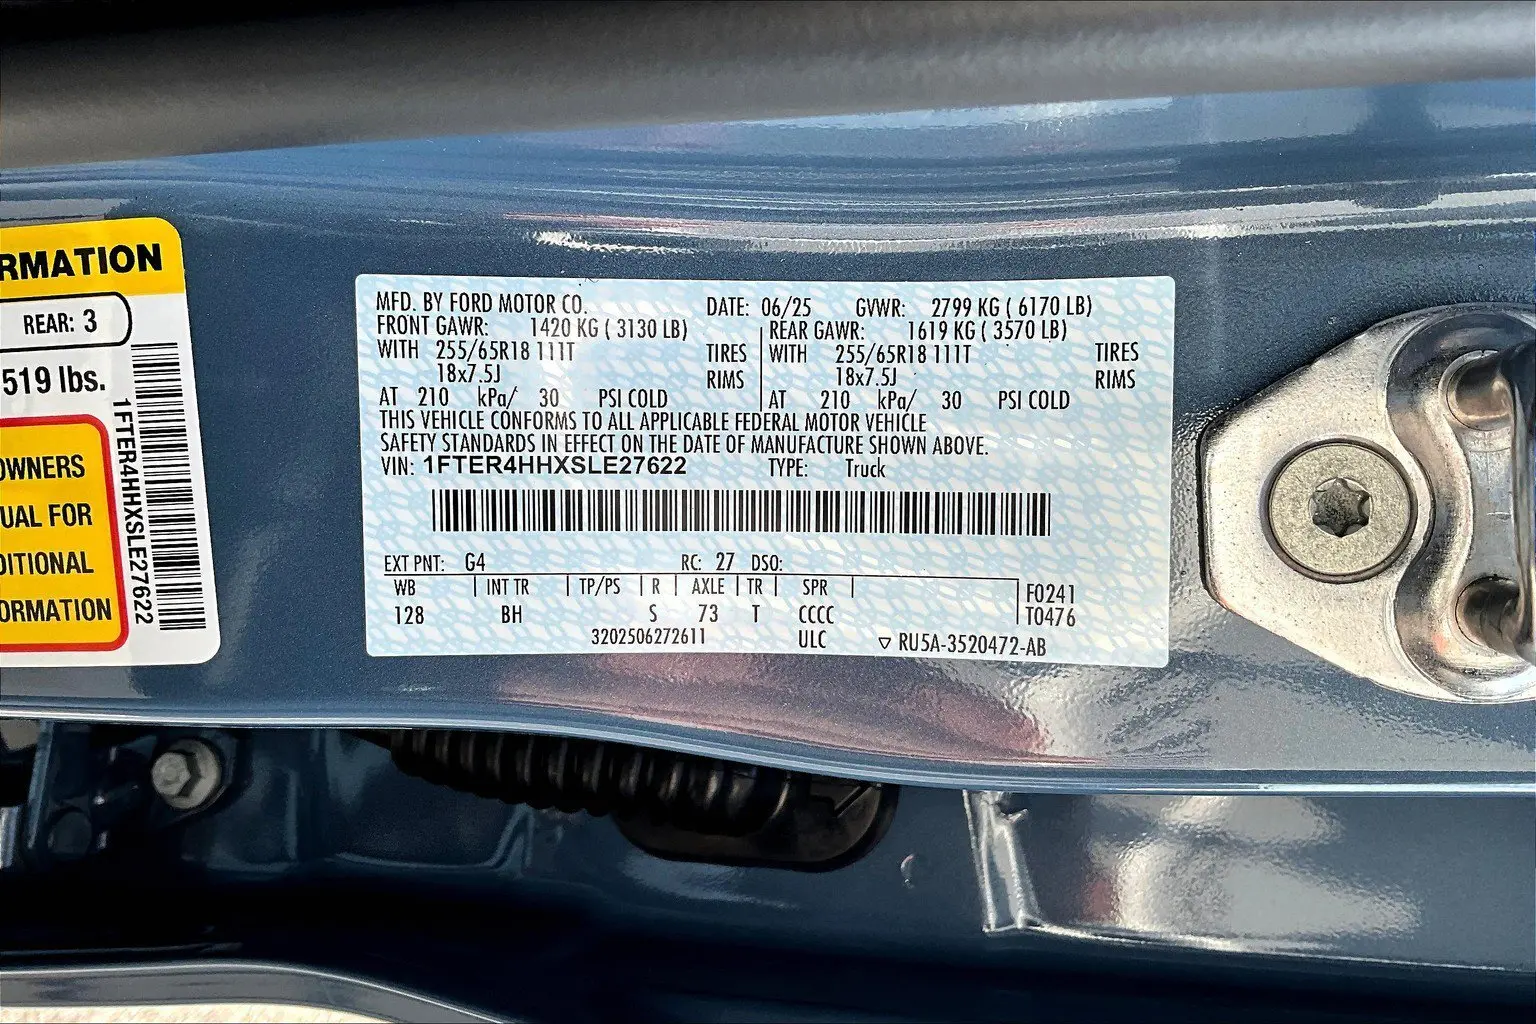 RMATION
REAR: 3
519 lbs.
OWNERS
UAL FOR
DITIONAL
ORMATION
1FTER4HHXSLE27622
MFD. BY FORD MOTOR CO. DATE: 06/25 GVWR: 2799 KG ( 6170 LB)
FRONT GAWR: 1420 KG ( 3130 LB) REAR GAWR: 1619 KG ( 3570 LB)
WITH 255/65R18 111T TIRES WITH 255/65R18 111T TIRES
18x7.5J RIMS 18x7.5J RIMS
AT 210 kPa/ 30 PSI COLD AT 210 kPa/ 30 PSI COLD
THIS VEHICLE CONFORMS TO ALL APPLICABLE FEDERAL MOTOR VEHICLE
SAFETY STANDARDS IN EFFECT ON THE DATE OF MANUFACTURE SHOWN ABOVE.
VIN: 1FTER4HHXSLE27622 TYPE: Truck
EXT PNT: G4 RC: 27 DSO:
WB INT TR TP/PS R AXLE TR SPR F0241
128 BH S 73 T CCCC T0476
3202506272611 ULC ▽ RU5A-3520472-AB